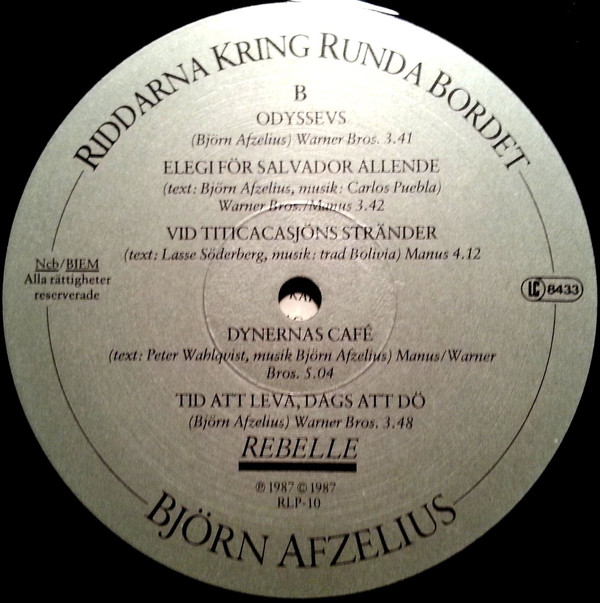 RIDDARNA KRING RUNDA BORDET
B
ODYSSEVS
(Björn Afzelius) Warner Bros. 3.41
ELEGI FÖR SALVADOR ALLENDE
(text: Björn Afzelius, musik: Carlos Puebla)
Warner Bros./Manus 3.42
VID TITICACASJÖNS STRÄNDER
(text: Lasse Söderberg, musik: trad Bolivia) Manus 4.12
Ncb/BIEM
Alla rättigheter
reserverade
LC 8433
DYNERNAS CAFÉ
(text: Peter Wahlqvist, musik Björn Afzelius) Manus/Warner
Bros. 5.04
TID ATT LEVA, DAGS ATT DÖ
(Björn Afzelius) Warner Bros. 3.48
REBELLE
℗ 1987 © 1987
RLP-10
BJÖRN AFZELIUS